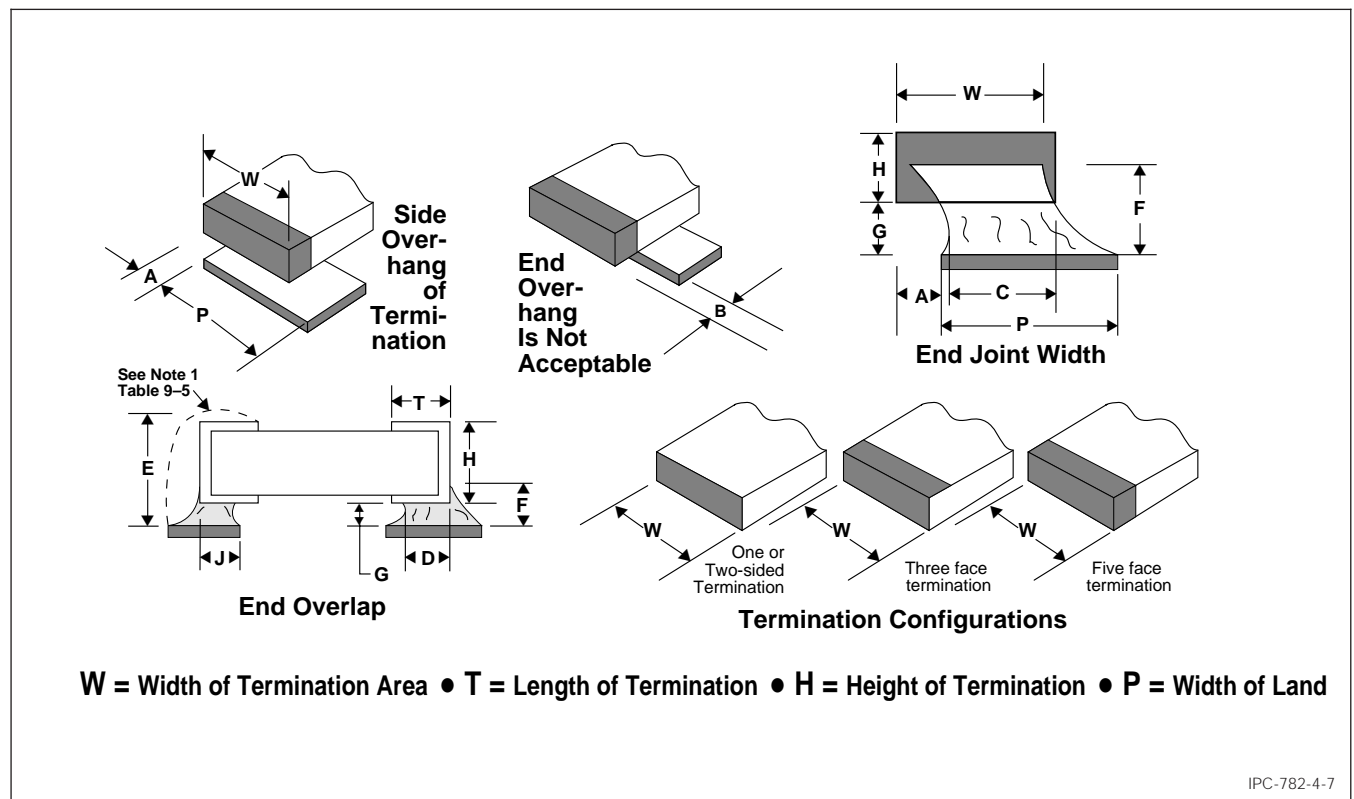 W
A
P
Side
Over-
hang
of
Termi-
nation
End
Over-
hang
Is Not
Acceptable
B
W
H
G
F
A
C
P
End Joint Width
See Note 1
Table 9–5
E
T
H
F
J
D
G
End Overlap
W
One or
Two-sided
Termination
W
Three face
termination
W
Five face
termination
Termination Configurations
W = Width of Termination Area ● T = Length of Termination ● H = Height of Termination ● P = Width of Land
IPC-782-4-7